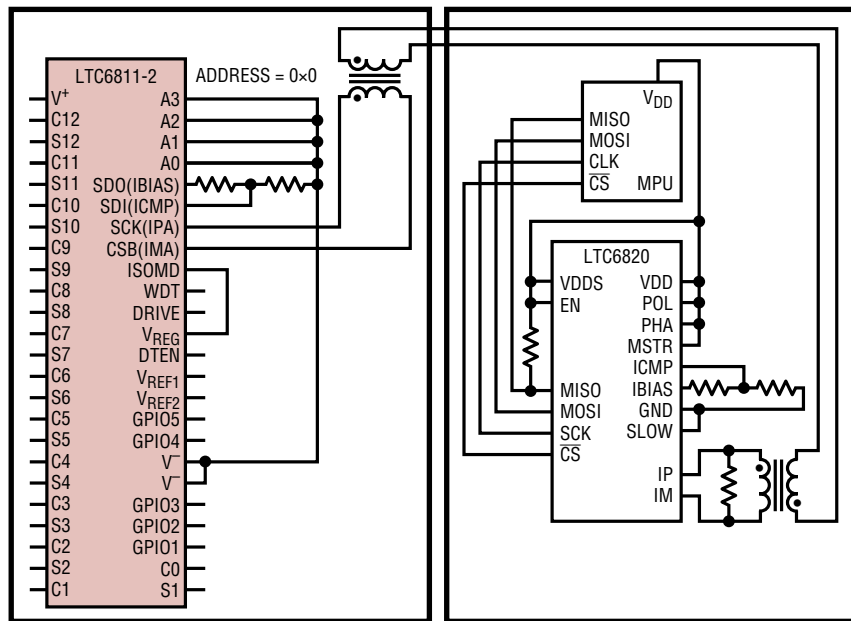 LTC6811-2
ADDRESS = 0×0
V+
C12
S12
C11
S11
C10
S10
C9
S9
C8
S8
C7
S7
C6
S6
C5
S5
C4
S4
C3
S3
C2
S2
C1
A3
A2
A1
A0
SDO(IBIAS)
SDI(ICMP)
SCK(IPA)
CSB(IMA)
ISOMD
WDT
DRIVE
VREG
DTEN
VREF1
VREF2
GPIO5
GPIO4
V–
V–
GPIO3
GPIO2
GPIO1
C0
S1
VDD
MISO
MOSI
CLK
CS
MPU
LTC6820
VDDS
EN
MISO
MOSI
SCK
CS
VDD
POL
PHA
MSTR
ICMP
IBIAS
GND
SLOW
IP
IM